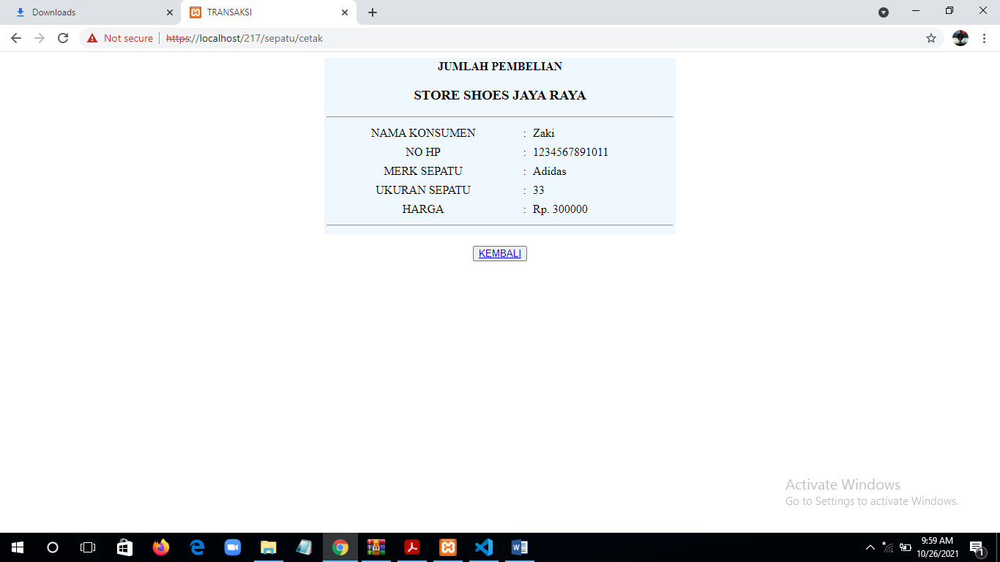 Downloads
TRANSAKSI
Not secure https://localhost/217/sepatu/cetak
JUMLAH PEMBELIAN
STORE SHOES JAYA RAYA
NAMA KONSUMEN : Zaki
NO HP : 1234567891011
MERK SEPATU : Adidas
UKURAN SEPATU : 33
HARGA : Rp. 300000
KEMBALI
Activate Windows
Go to Settings to activate Windows.
9:59 AM
10/26/2021
1